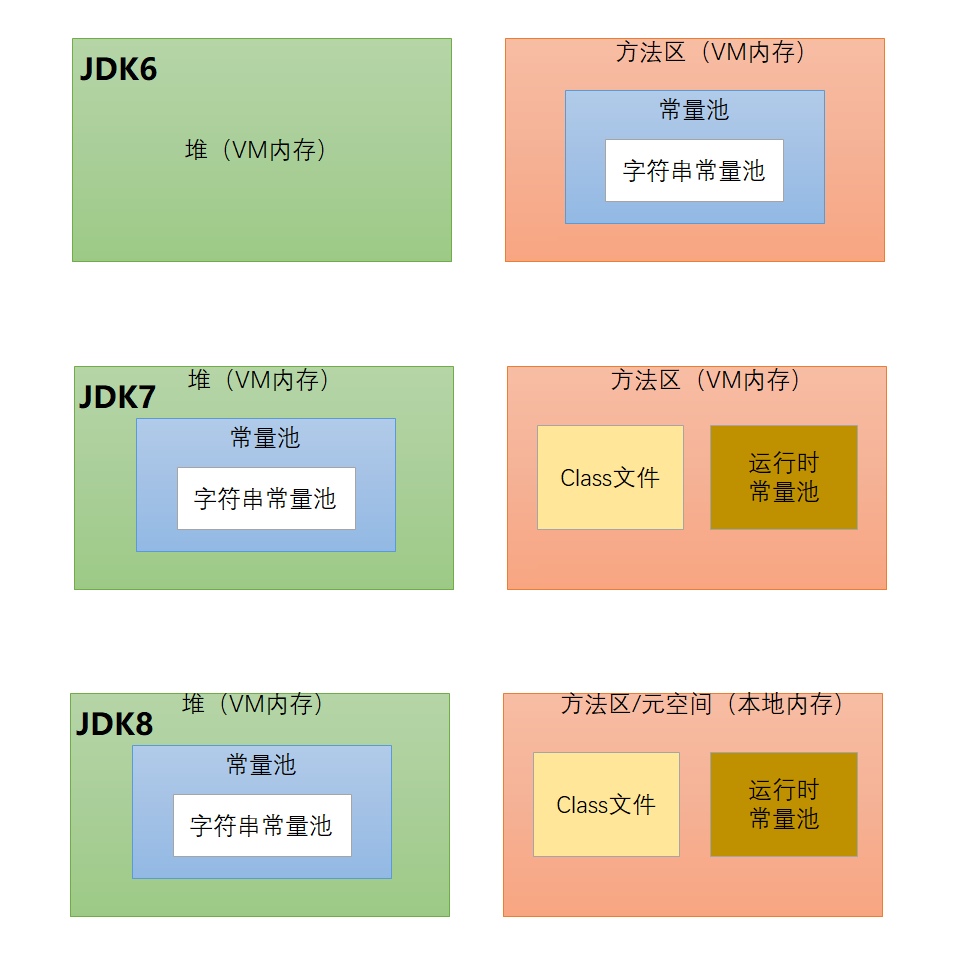 JDK6
堆（VM内存）
方法区（VM内存）
常量池
字符串常量池
JDK7
堆（VM内存）
常量池
字符串常量池
方法区（VM内存）
Class文件
运行时
常量池
JDK8
堆（VM内存）
常量池
字符串常量池
方法区/元空间（本地内存）
Class文件
运行时
常量池